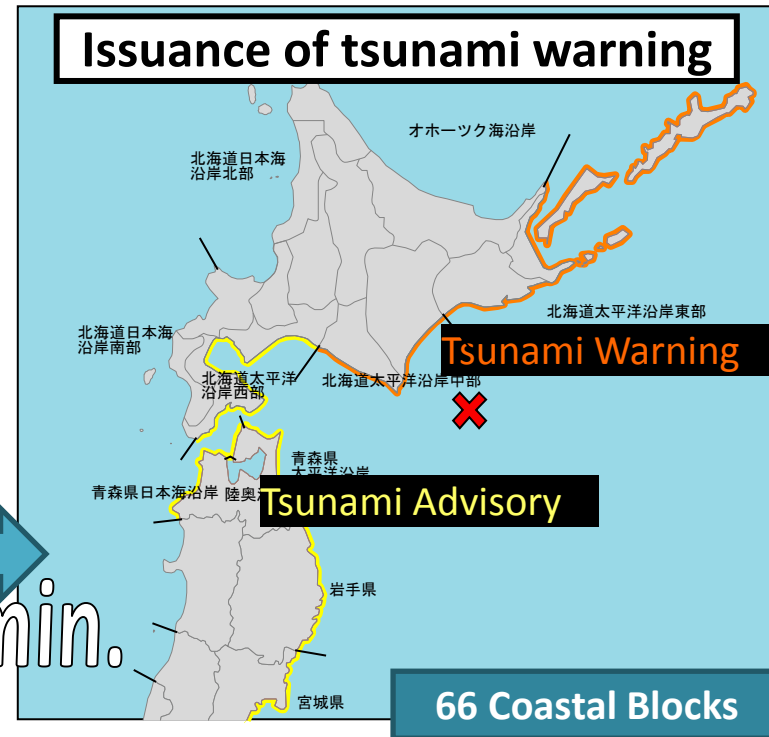 Issuance of tsunami warning
オホーツク海沿岸
北海道日本海
沿岸北部
北海道太平洋沿岸東部
北海道日本海
沿岸南部
Tsunami Warning
北海道太平洋
沿岸西部
北海道太平洋沿岸中部
青森県
太平洋沿岸
青森県日本海沿岸
陸奥
Tsunami Advisory
岩手県
min.
宮城県
66 Coastal Blocks